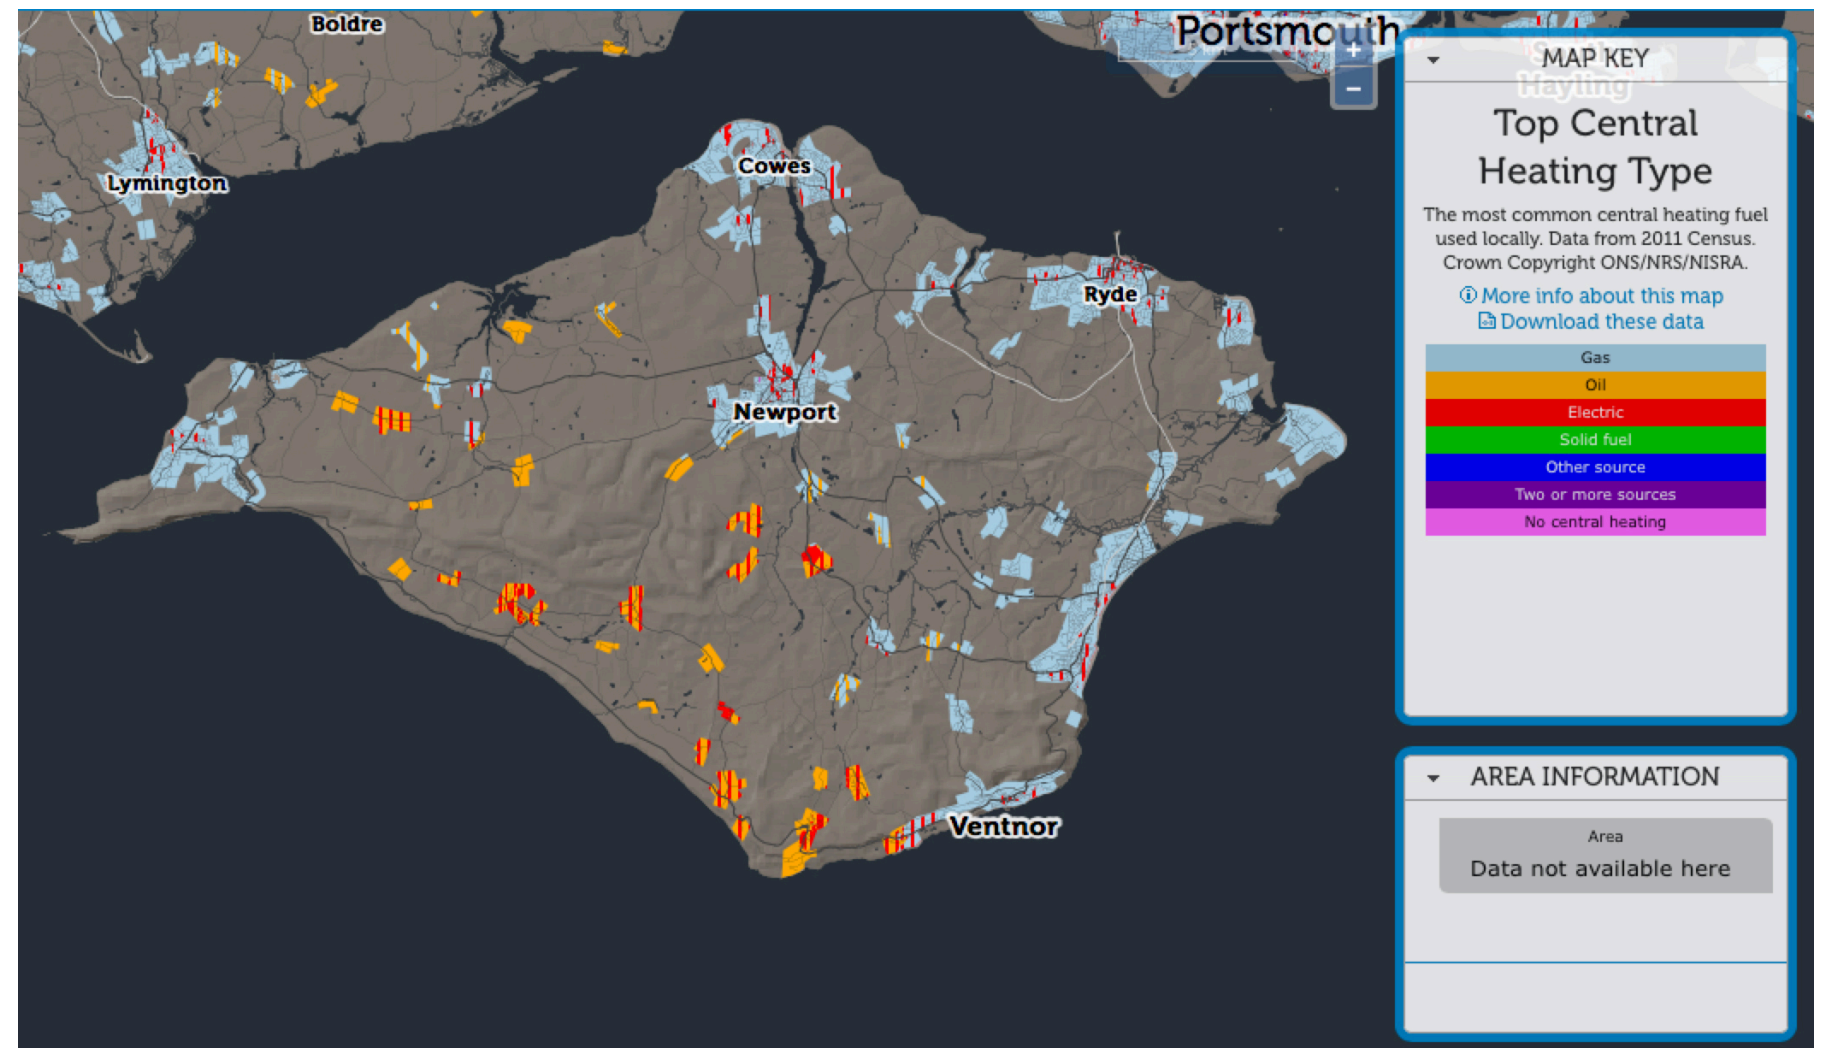 Boldre
Portsmouth
Lymington
Cowes
Ryde
Newport
Ventnor
+
−
MAP KEY
Hayling
Top Central
Heating Type
The most common central heating fuel
used locally. Data from 2011 Census.
Crown Copyright ONS/NRS/NISRA.
More info about this map
Download these data
Gas
Oil
Electric
Solid fuel
Other source
Two or more sources
No central heating
AREA INFORMATION
Area
Data not available here